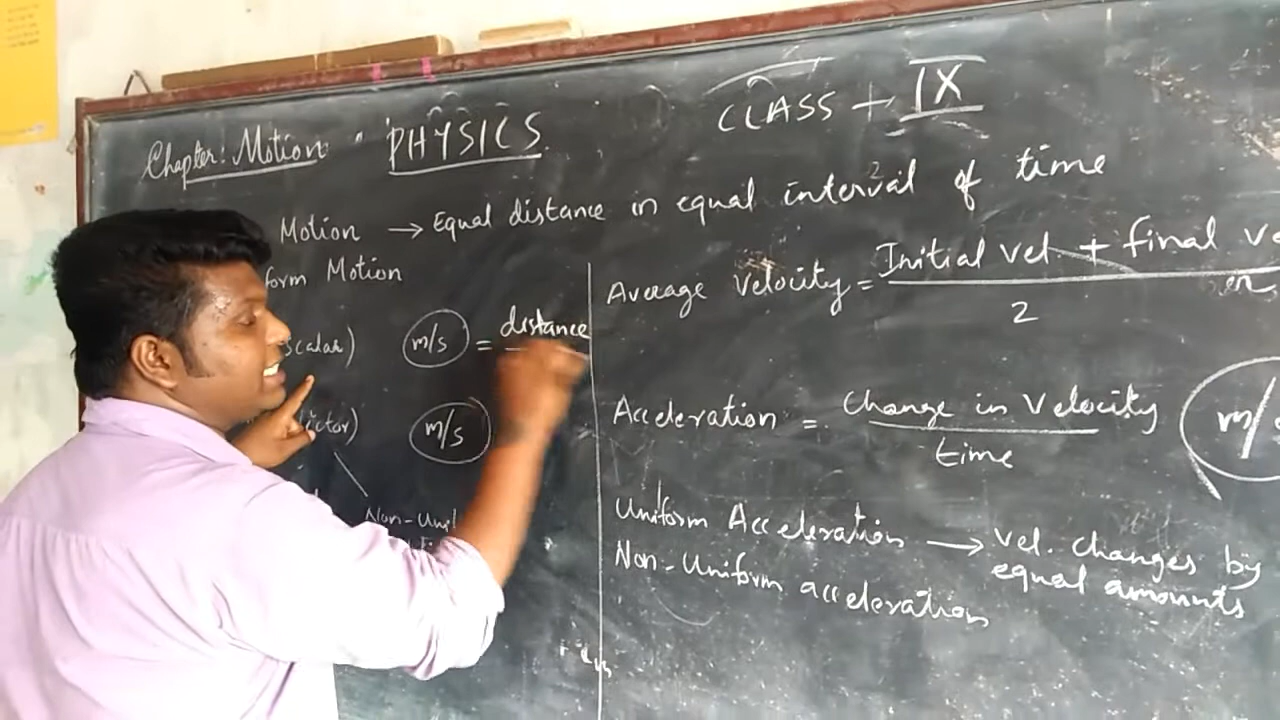 Chapter: Motion
PHYSICS.
CLASS - IX
Motion → Equal distance in equal interval of time
form Motion
scalar)
m/s = distance
ctor)
m/s
Non-Unif
Average Velocity = Initial vel. + final ve
2
Acceleration = Change in Velocity
time
m/s
Uniform Acceleration → vel. changes by
equal amounts
Non-Uniform acceleration